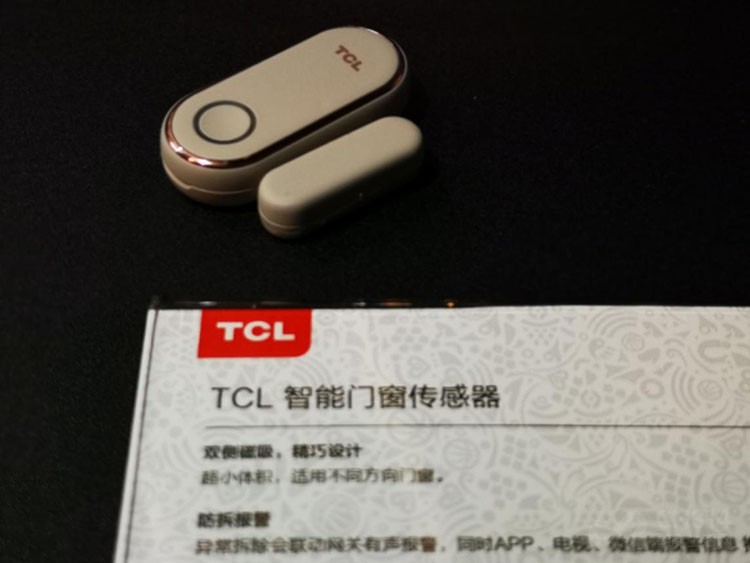 TCL
TCL
TCL 智能门窗传感器
双侧磁吸，精巧设计
超小体积，适用不同方向门窗。
防拆报警
异常拆除会联动网关有声报警，同时APP、电视、微信端报警信息